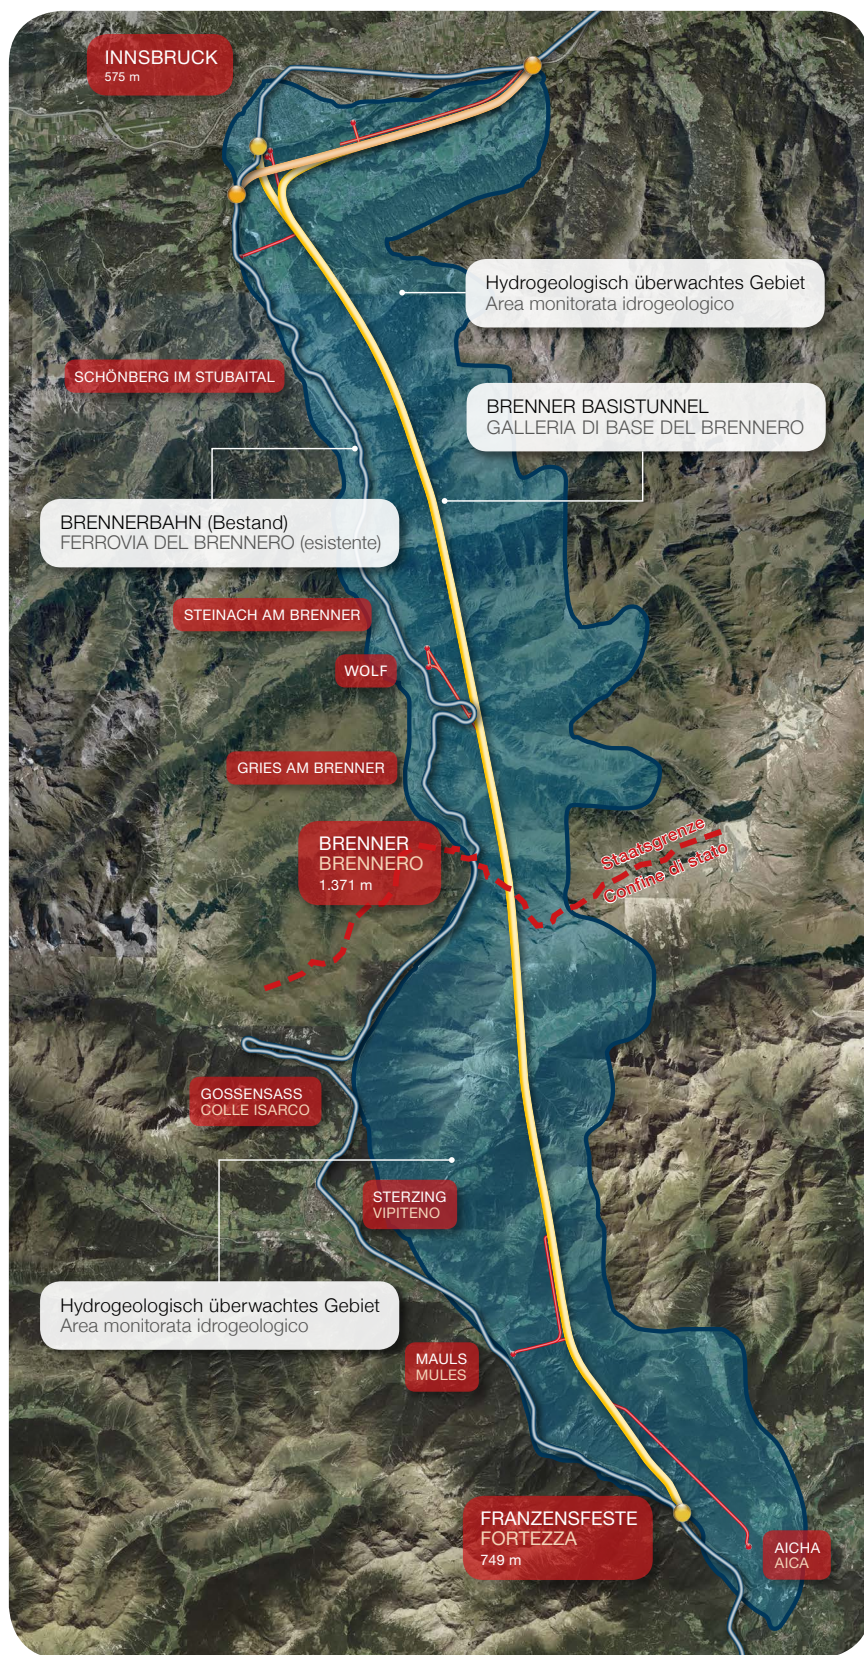 INNSBRUCK
575 m
Hydrogeologisch überwachtes Gebiet
Area monitorata idrogeologico
SCHÖNBERG IM STUBAITAL
BRENNER BASISTUNNEL
GALLERIA DI BASE DEL BRENNERO
BRENNERBAHN (Bestand)
FERROVIA DEL BRENNERO (esistente)
STEINACH AM BRENNER
WOLF
GRIES AM BRENNER
BRENNER
BRENNERO
1.371 m
Staatsgrenze
Confine di stato
GOSSENSASS
COLLE ISARCO
STERZING
VIPITENO
Hydrogeologisch überwachtes Gebiet
Area monitorata idrogeologico
MAULS
MULES
FRANZENSFESTE
FORTEZZA
749 m
AICHA
AICA